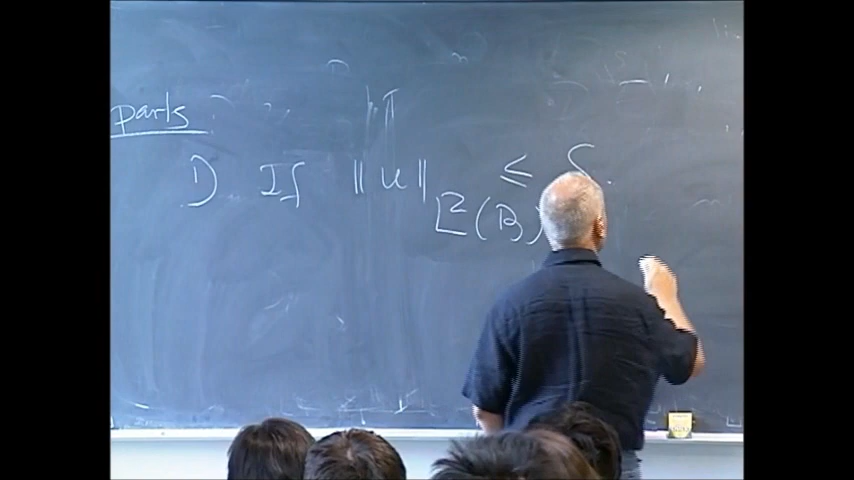 parts
1) If ‖u‖_{L²(B)} ≤ δ